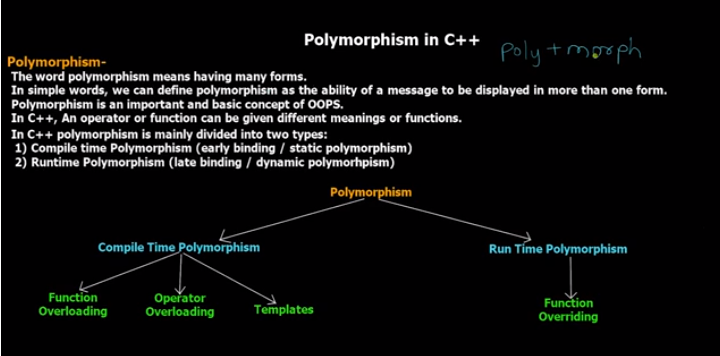 Polymorphism in C++
poly + morph
Polymorphism-
The word polymorphism means having many forms.
In simple words, we can define polymorphism as the ability of a message to be displayed in more than one form.
Polymorphism is an important and basic concept of OOPS.
In C++, An operator or function can be given different meanings or functions.
In C++ polymorphism is mainly divided into two types:
1) Compile time Polymorphism (early binding / static polymorphism)
2) Runtime Polymorphism (late binding / dynamic polymorhpism)
Polymorphism
Compile Time Polymorphism
Run Time Polymorphism
Function
Overloading
Operator
Overloading
Templates
Function
Overriding